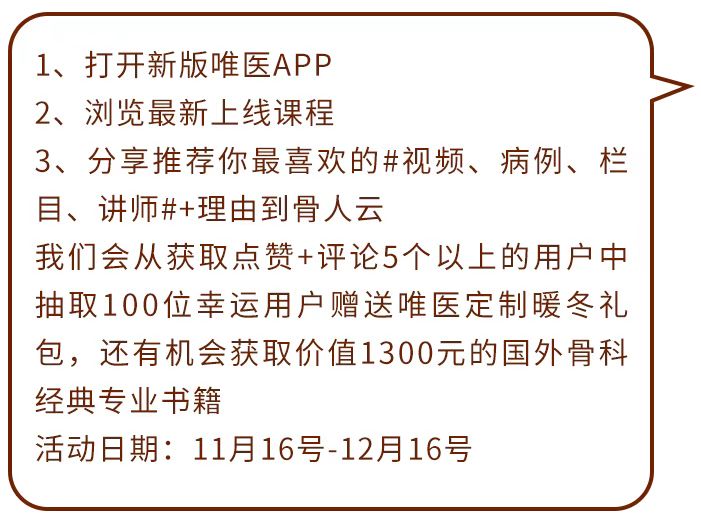 1、打开新版唯医APP
2、浏览最新上线课程
3、分享推荐你最喜欢的#视频、病例、栏
目、讲师#+理由到骨人云
我们会从获取点赞+评论5个以上的用户中
抽取100位幸运用户赠送唯医定制暖冬礼
包，还有机会获取价值1300元的国外骨科
经典专业书籍
活动日期：11月16号-12月16号